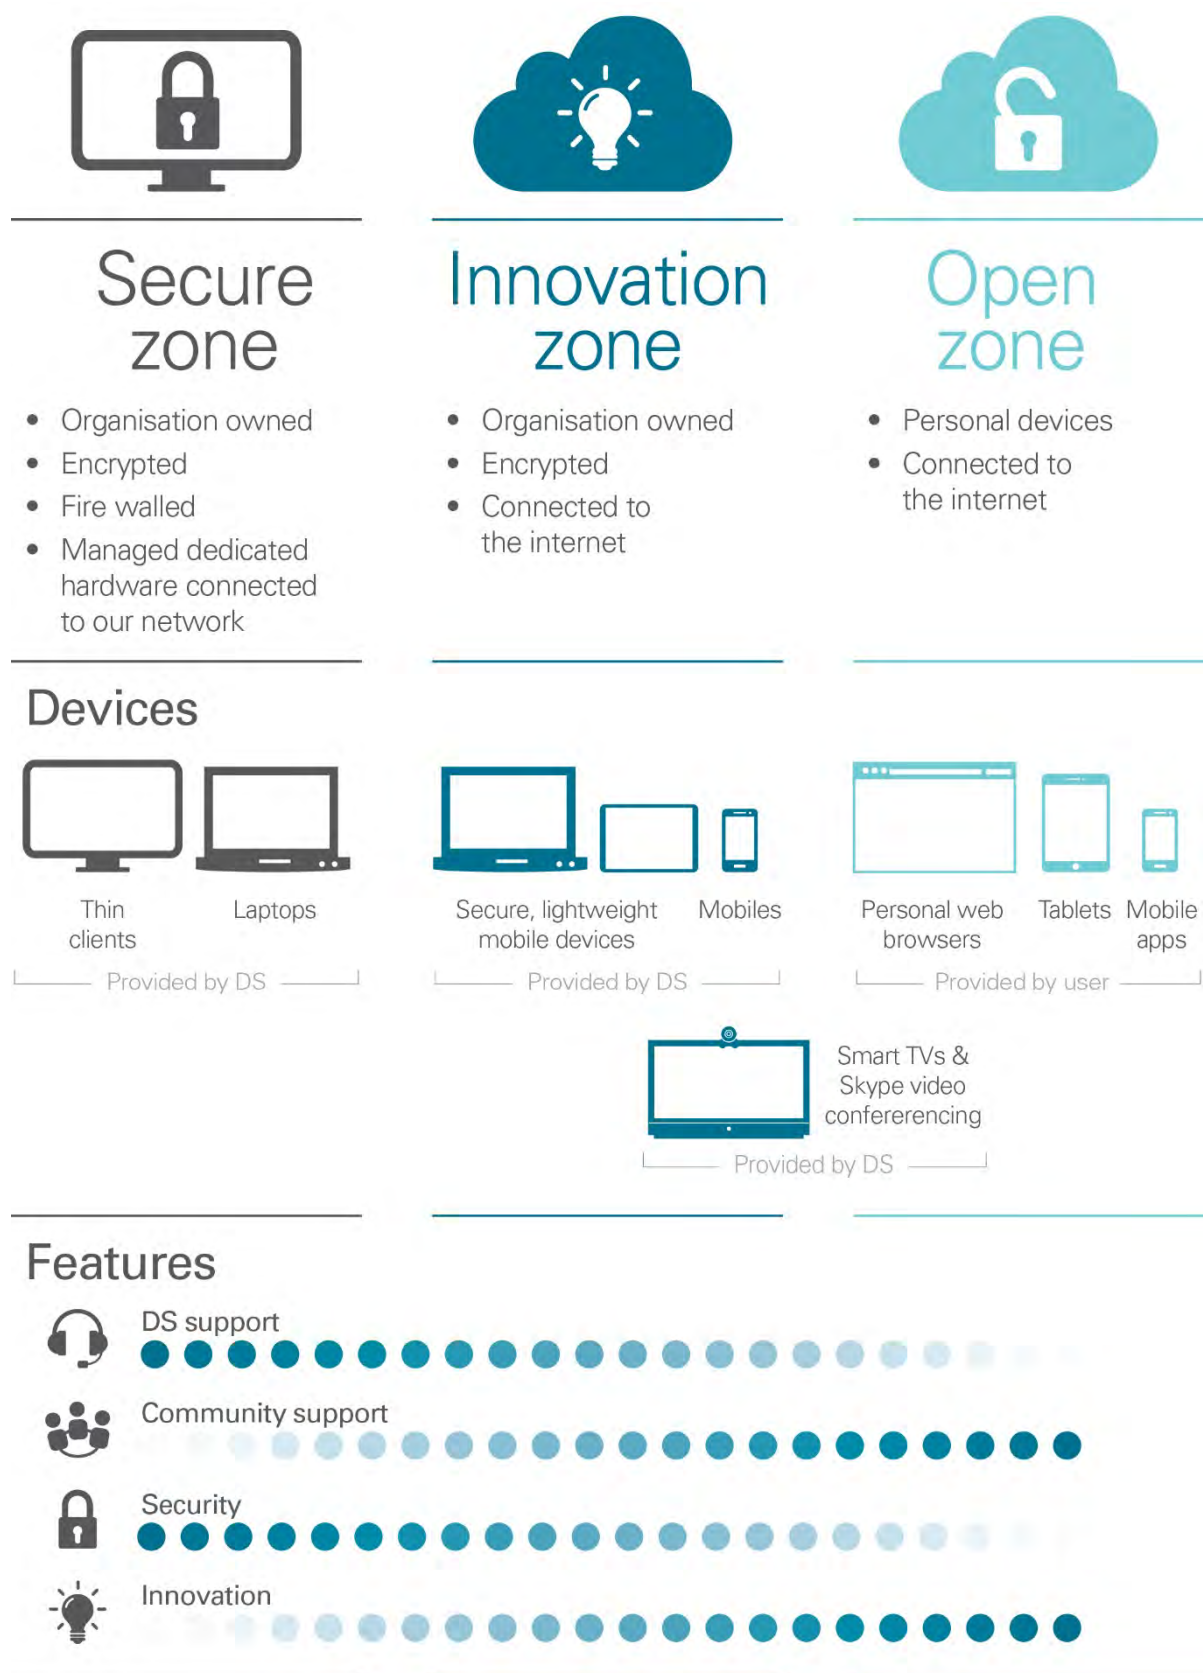 Secure
zone
• Organisation owned
• Encrypted
• Fire walled
• Managed dedicated
hardware connected
to our network
Innovation
zone
• Organisation owned
• Encrypted
• Connected to
the internet
Open
zone
• Personal devices
• Connected to
the internet
Devices
Thin
clients
Laptops
Provided by DS
Secure, lightweight
mobile devices
Mobiles
Provided by DS
Personal web
browsers
Tablets
Mobile
apps
Provided by user
Smart TVs &
Skype video
confererencing
Provided by DS
Features
DS support
Community support
Security
Innovation